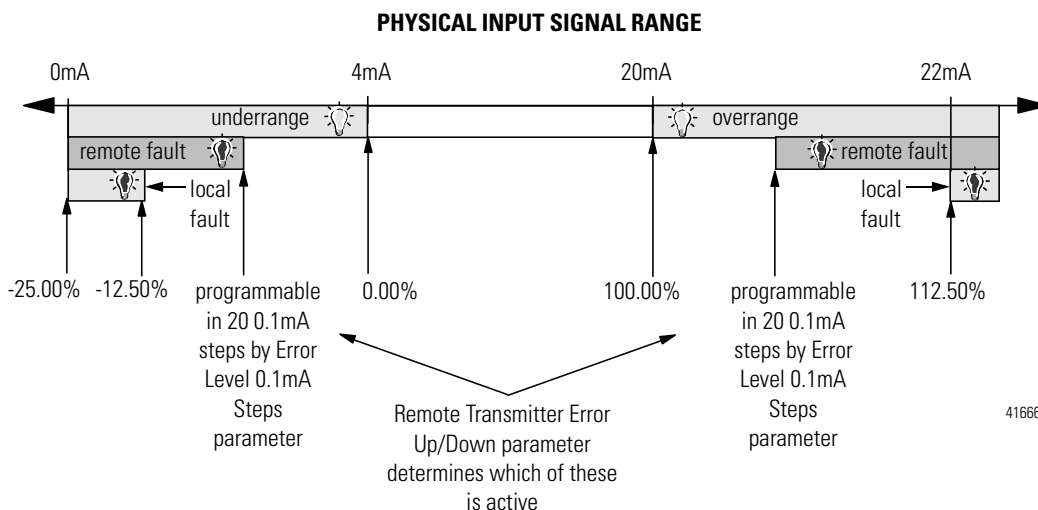 PHYSICAL INPUT SIGNAL RANGE
0mA
4mA
20mA
22mA
underrange
overrange
remote fault
remote fault
local
fault
local
fault
-25.00%
-12.50%
0.00%
100.00%
112.50%
programmable
in 20 0.1mA
steps by Error
Level 0.1mA
Steps
parameter
programmable
in 20 0.1mA
steps by Error
Level 0.1mA
Steps
parameter
Remote Transmitter Error
Up/Down parameter
determines which of these
is active
41666